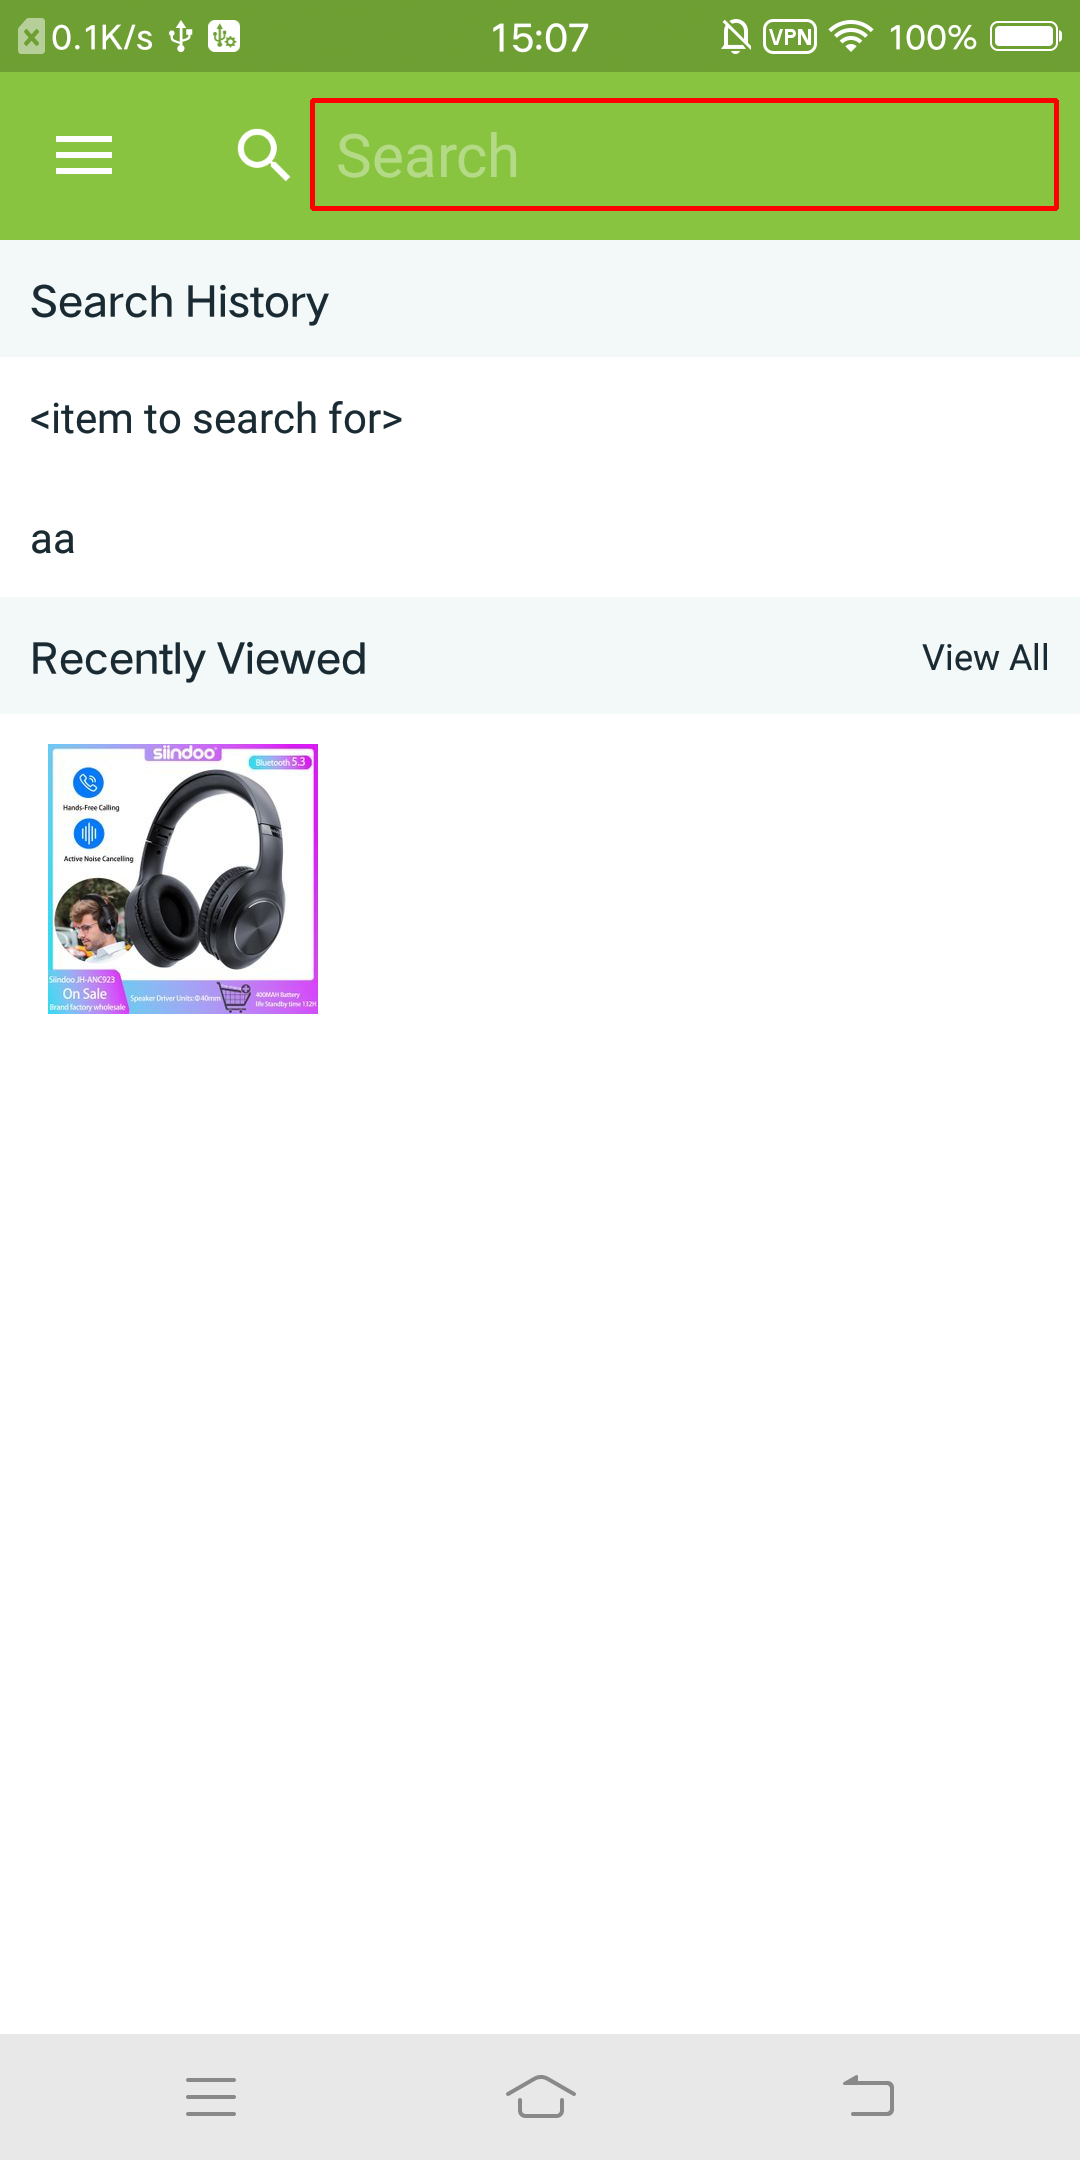 0.1K/s 15:07 VPN 100%
Search
Search History
<item to search for>
aa
Recently Viewed View All
siindoo
Bluetooth 5.3
Hands-Free Calling
Active Noise Cancelling
Siindoo JH-ANC923
On Sale
Brand factory wholesale
Speaker Driver Units:Φ40mm
400MAH Battery
life Standby time 132H